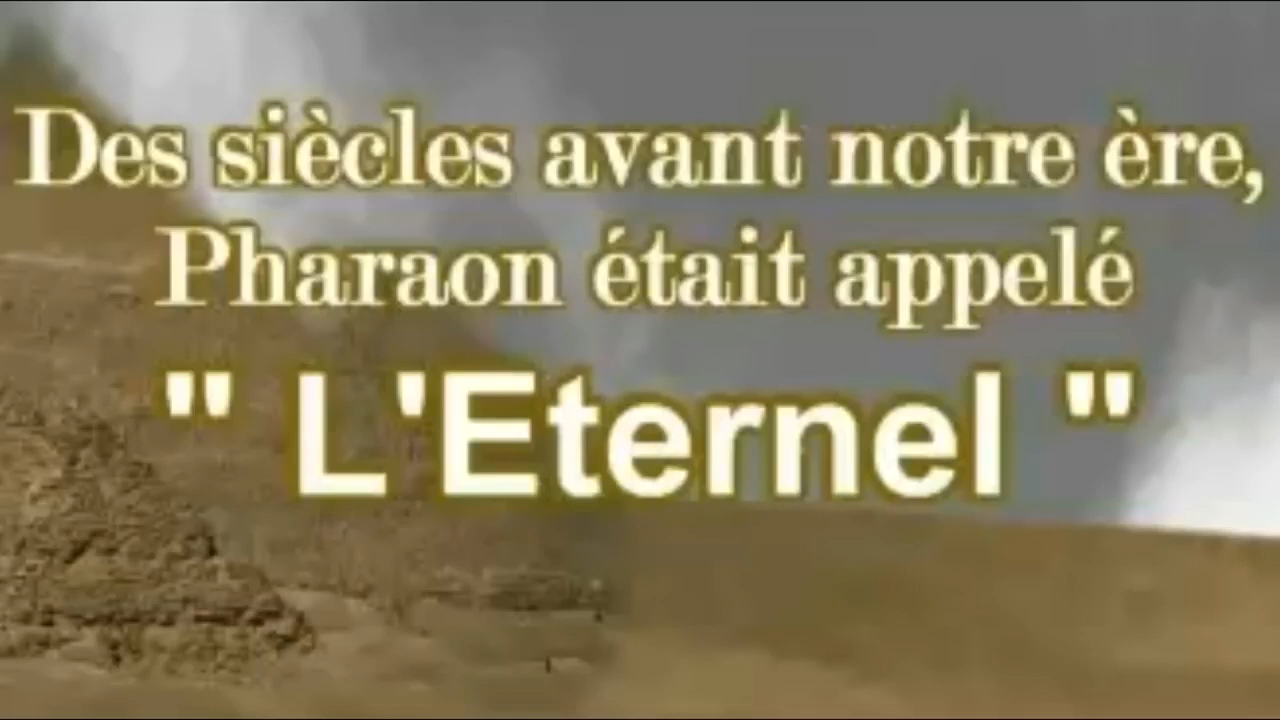 Des siècles avant notre ère,
Pharaon était appelé
" L'Eternel "